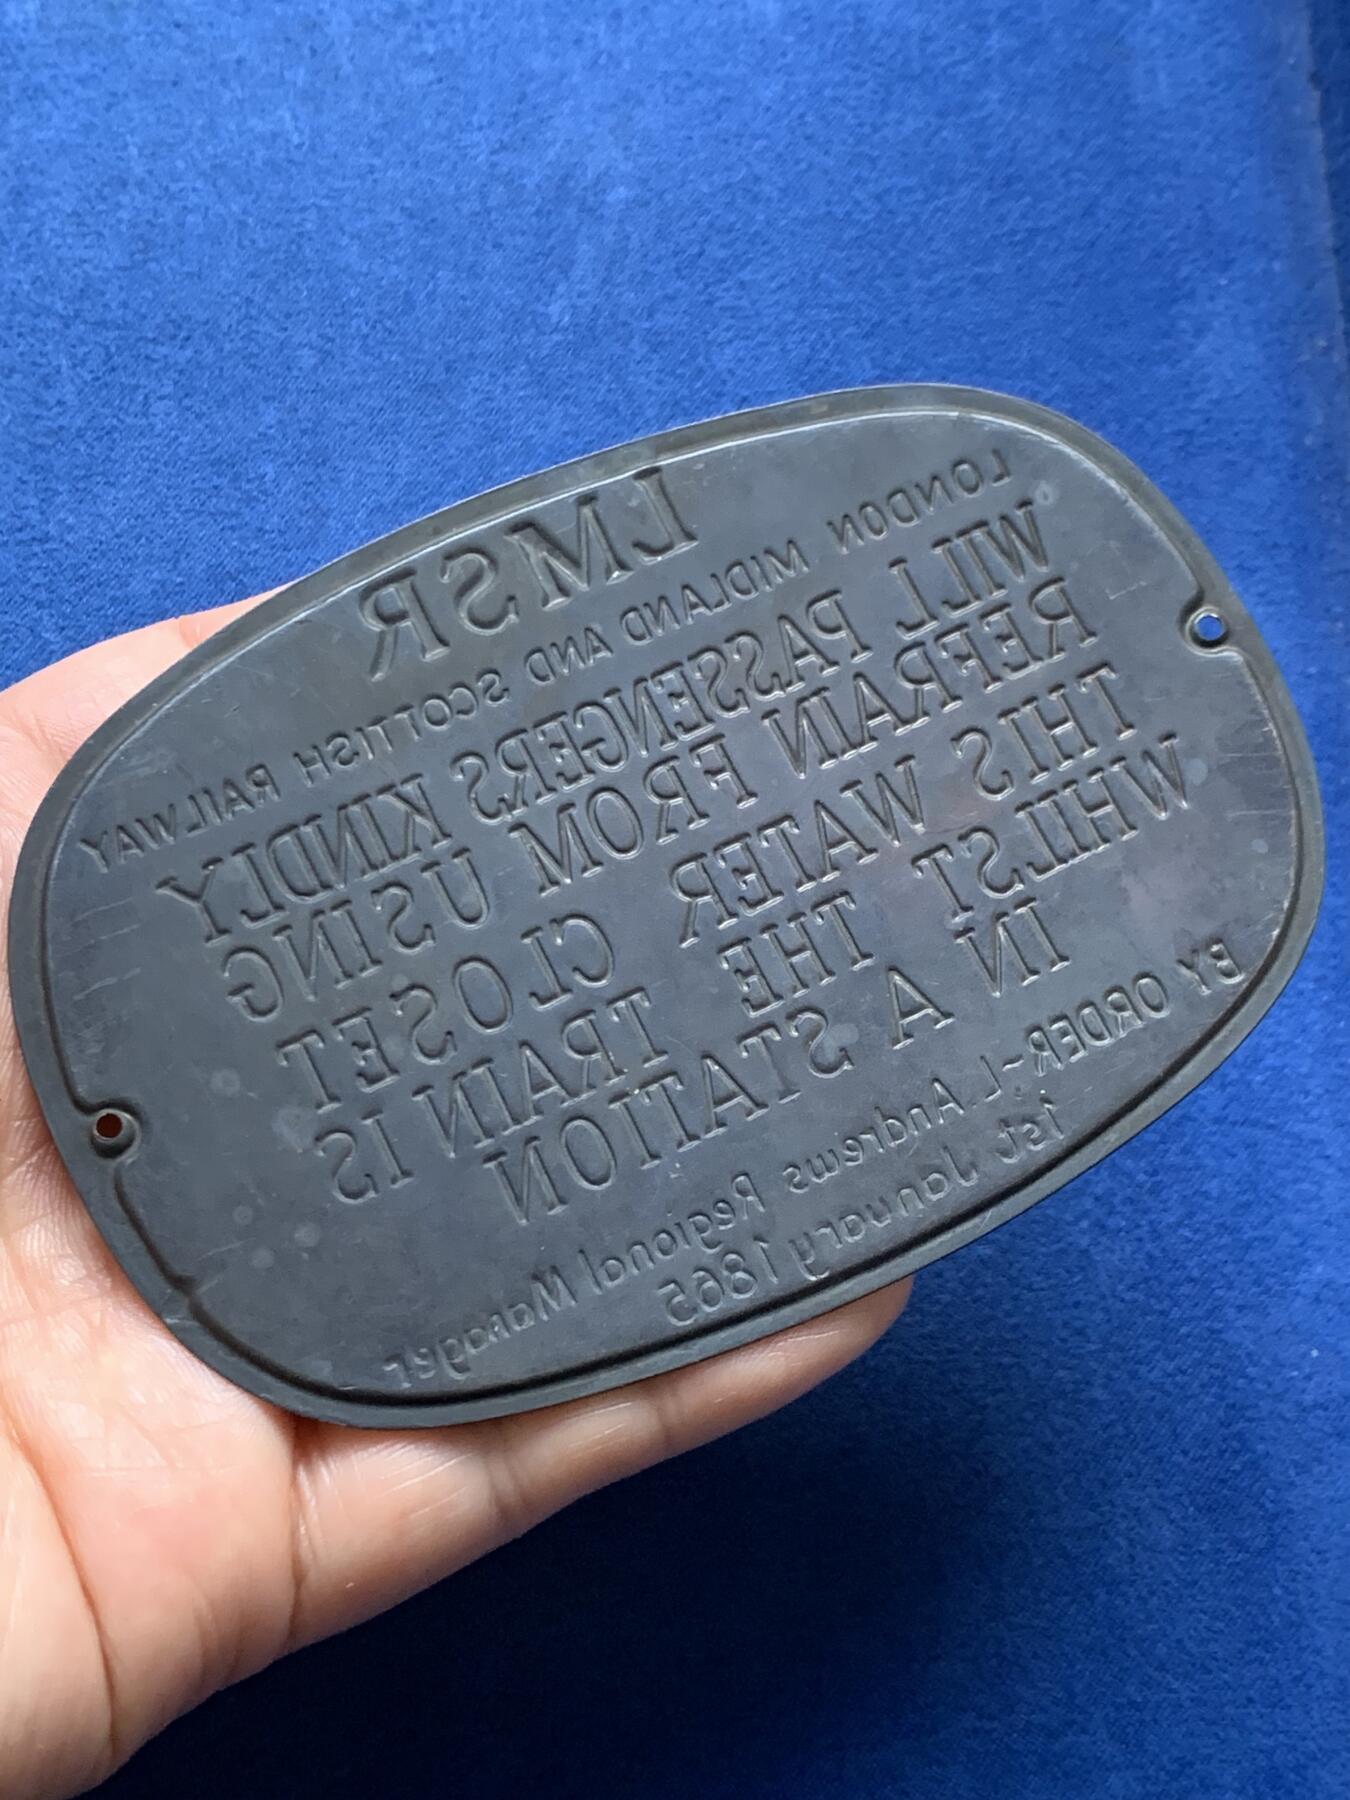 LMSR
LONDON MIDLAND AND SCOTTISH RAILWAY
WILL PASSENGERS KINDLY
REFRAIN FROM USING
THIS WATER CLOSET
WHILST THE TRAIN IS
IN A STATION
BY ORDER~L.Andrews Regional Manager
1st January 1865